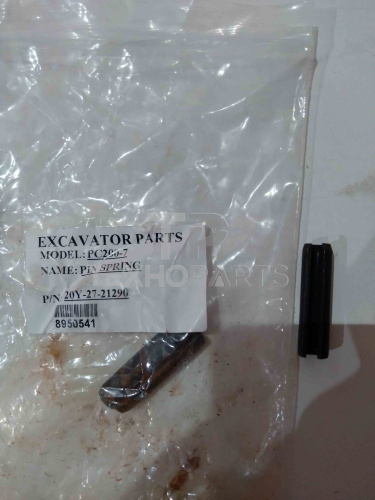 EXCAVATOR PARTS
MODEL: PC200-7
NAME: PIN SPRING
P/N 20Y-27-21290
8950541